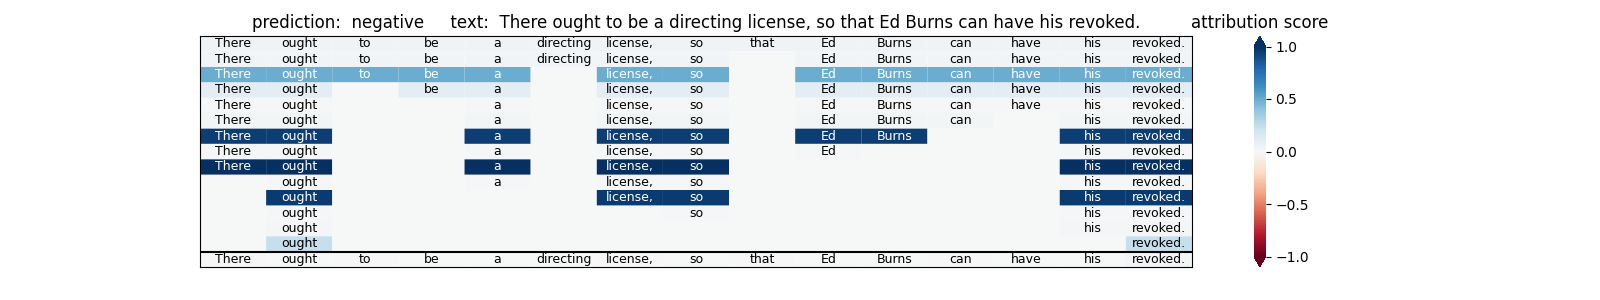 prediction:  negative     text:  There ought to be a directing license, so that Ed Burns can have his revoked.          attribution score
There ought to be a directing license, so that Ed Burns can have his revoked.
There ought to be a directing license, so Ed Burns can have his revoked.
There ought to be a license, so Ed Burns can have his revoked.
There ought be a license, so Ed Burns can have his revoked.
There ought a license, so Ed Burns can have his revoked.
There ought a license, so Ed Burns can his revoked.
There ought a license, so Ed Burns his revoked.
There ought a license, so Ed his revoked.
There ought a license, so his revoked.
ought a license, so his revoked.
ought license, so his revoked.
ought so his revoked.
ought his revoked.
ought revoked.
There ought to be a directing license, so that Ed Burns can have his revoked.
1.0
0.5
0.0
−0.5
−1.0